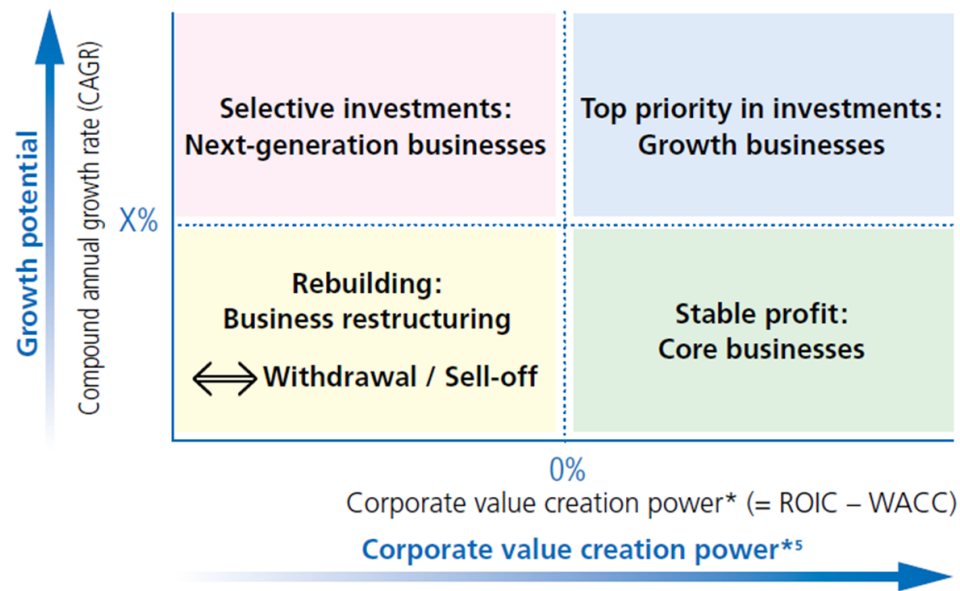 Growth potential
Compound annual growth rate (CAGR)
Selective investments:
Next-generation businesses
Top priority in investments:
Growth businesses
X%
Rebuilding:
Business restructuring
Withdrawal / Sell-off
Stable profit:
Core businesses
0%
Corporate value creation power* (= ROIC – WACC)
Corporate value creation power*⁵